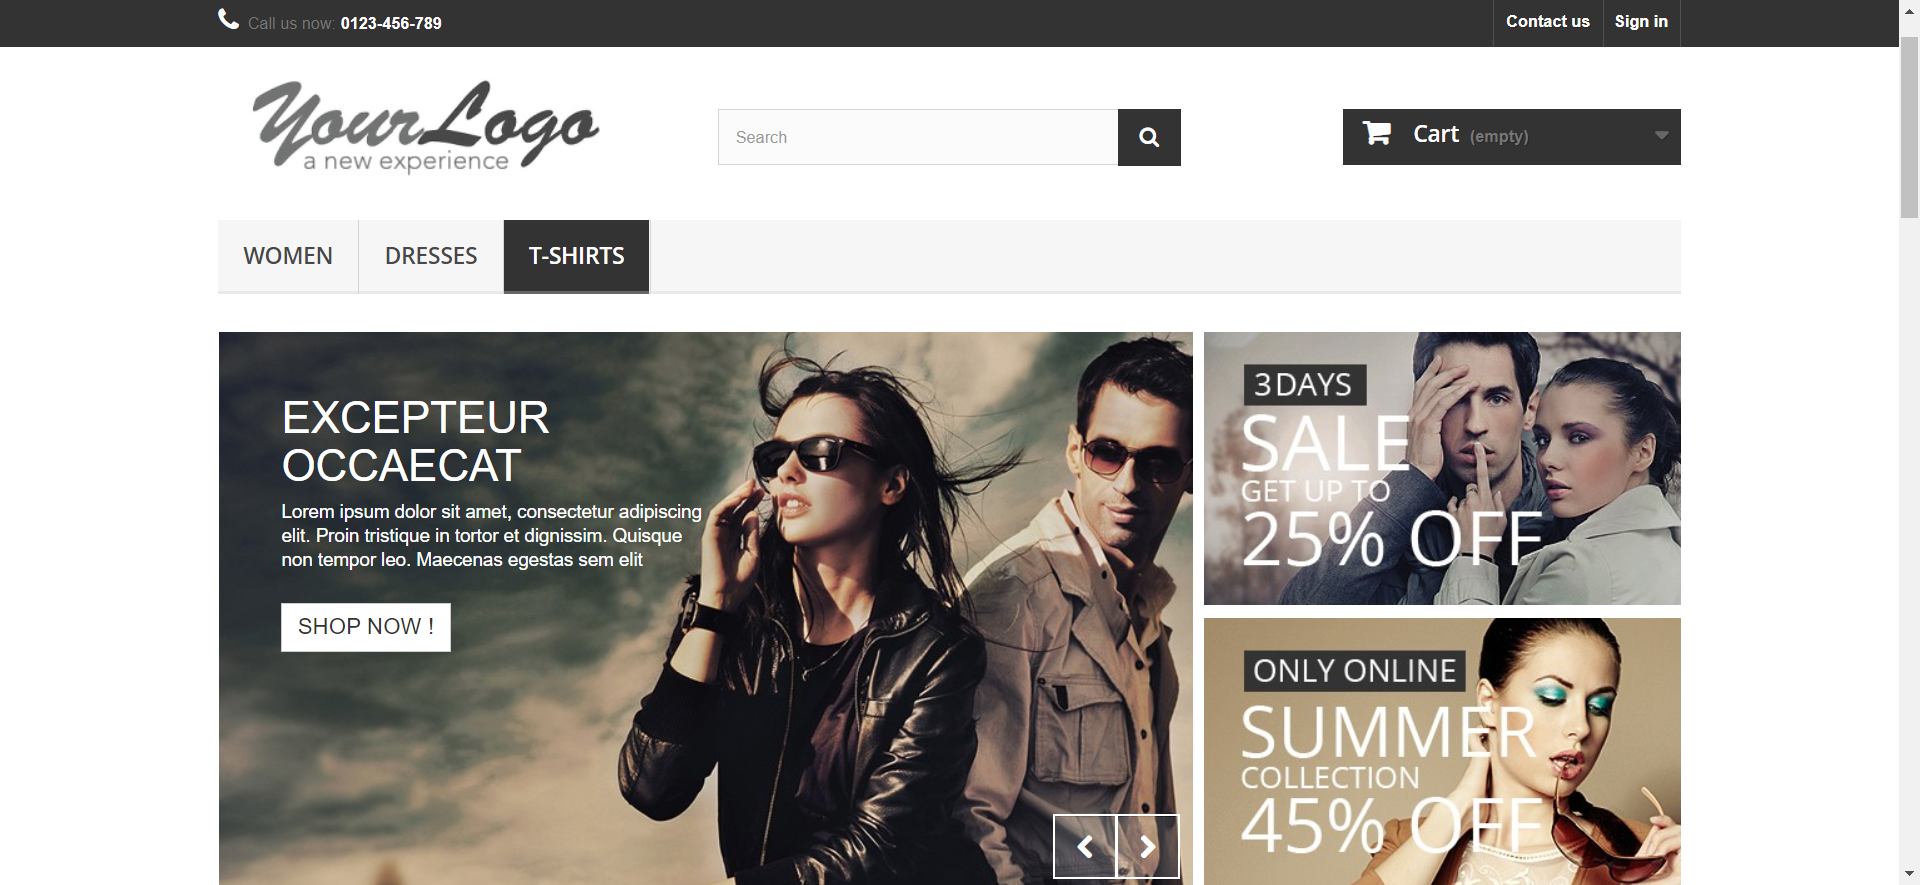 Call us now: 0123-456-789
Contact us
Sign in
YourLogo
a new experience
Search
Cart (empty)
WOMEN
DRESSES
T-SHIRTS
EXCEPTEUR
OCCAECAT
Lorem ipsum dolor sit amet, consectetur adipiscing
elit. Proin tristique in tortor et dignissim. Quisque
non tempor leo. Maecenas egestas sem elit
SHOP NOW !
3 DAYS
SALE
GET UP TO
25% OFF
ONLY ONLINE
SUMMER
COLLECTION
45% OFF